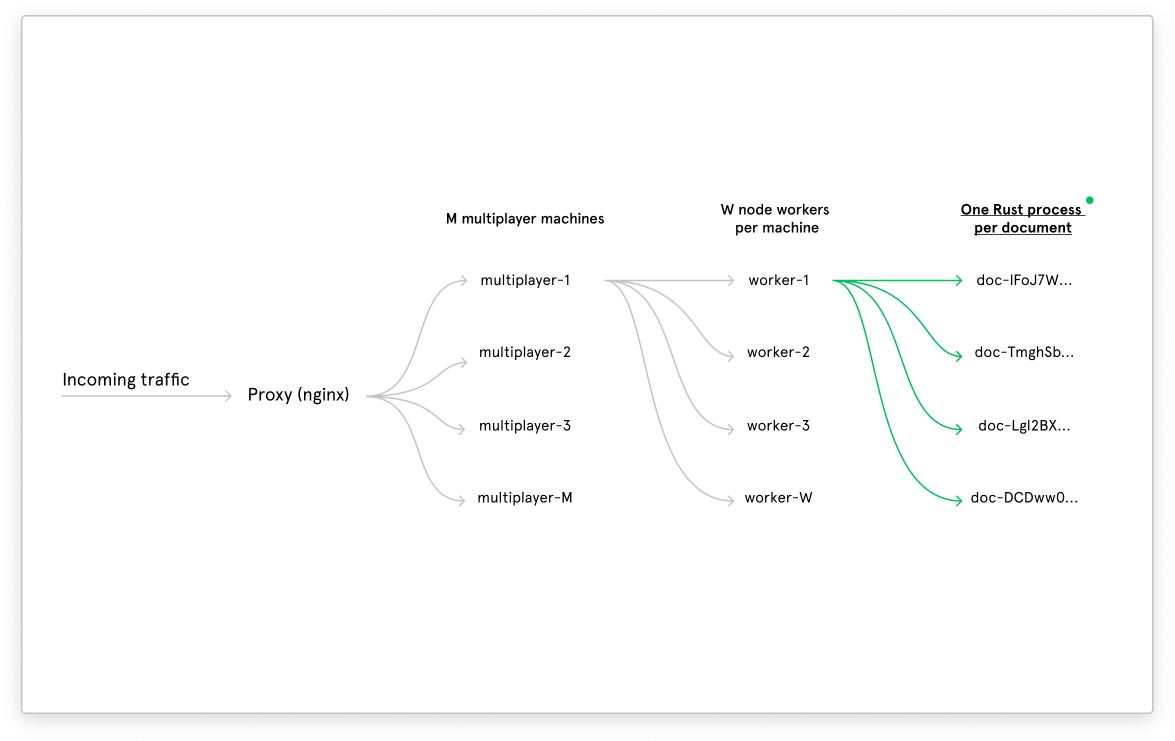 M multiplayer machines
W node workers
per machine
One Rust process
per document
multiplayer-1
worker-1
doc-IFoJ7W...
multiplayer-2
worker-2
doc-TmghSb...
Incoming traffic
Proxy (nginx)
multiplayer-3
worker-3
doc-Lgl2BX...
multiplayer-M
worker-W
doc-DCDww0...